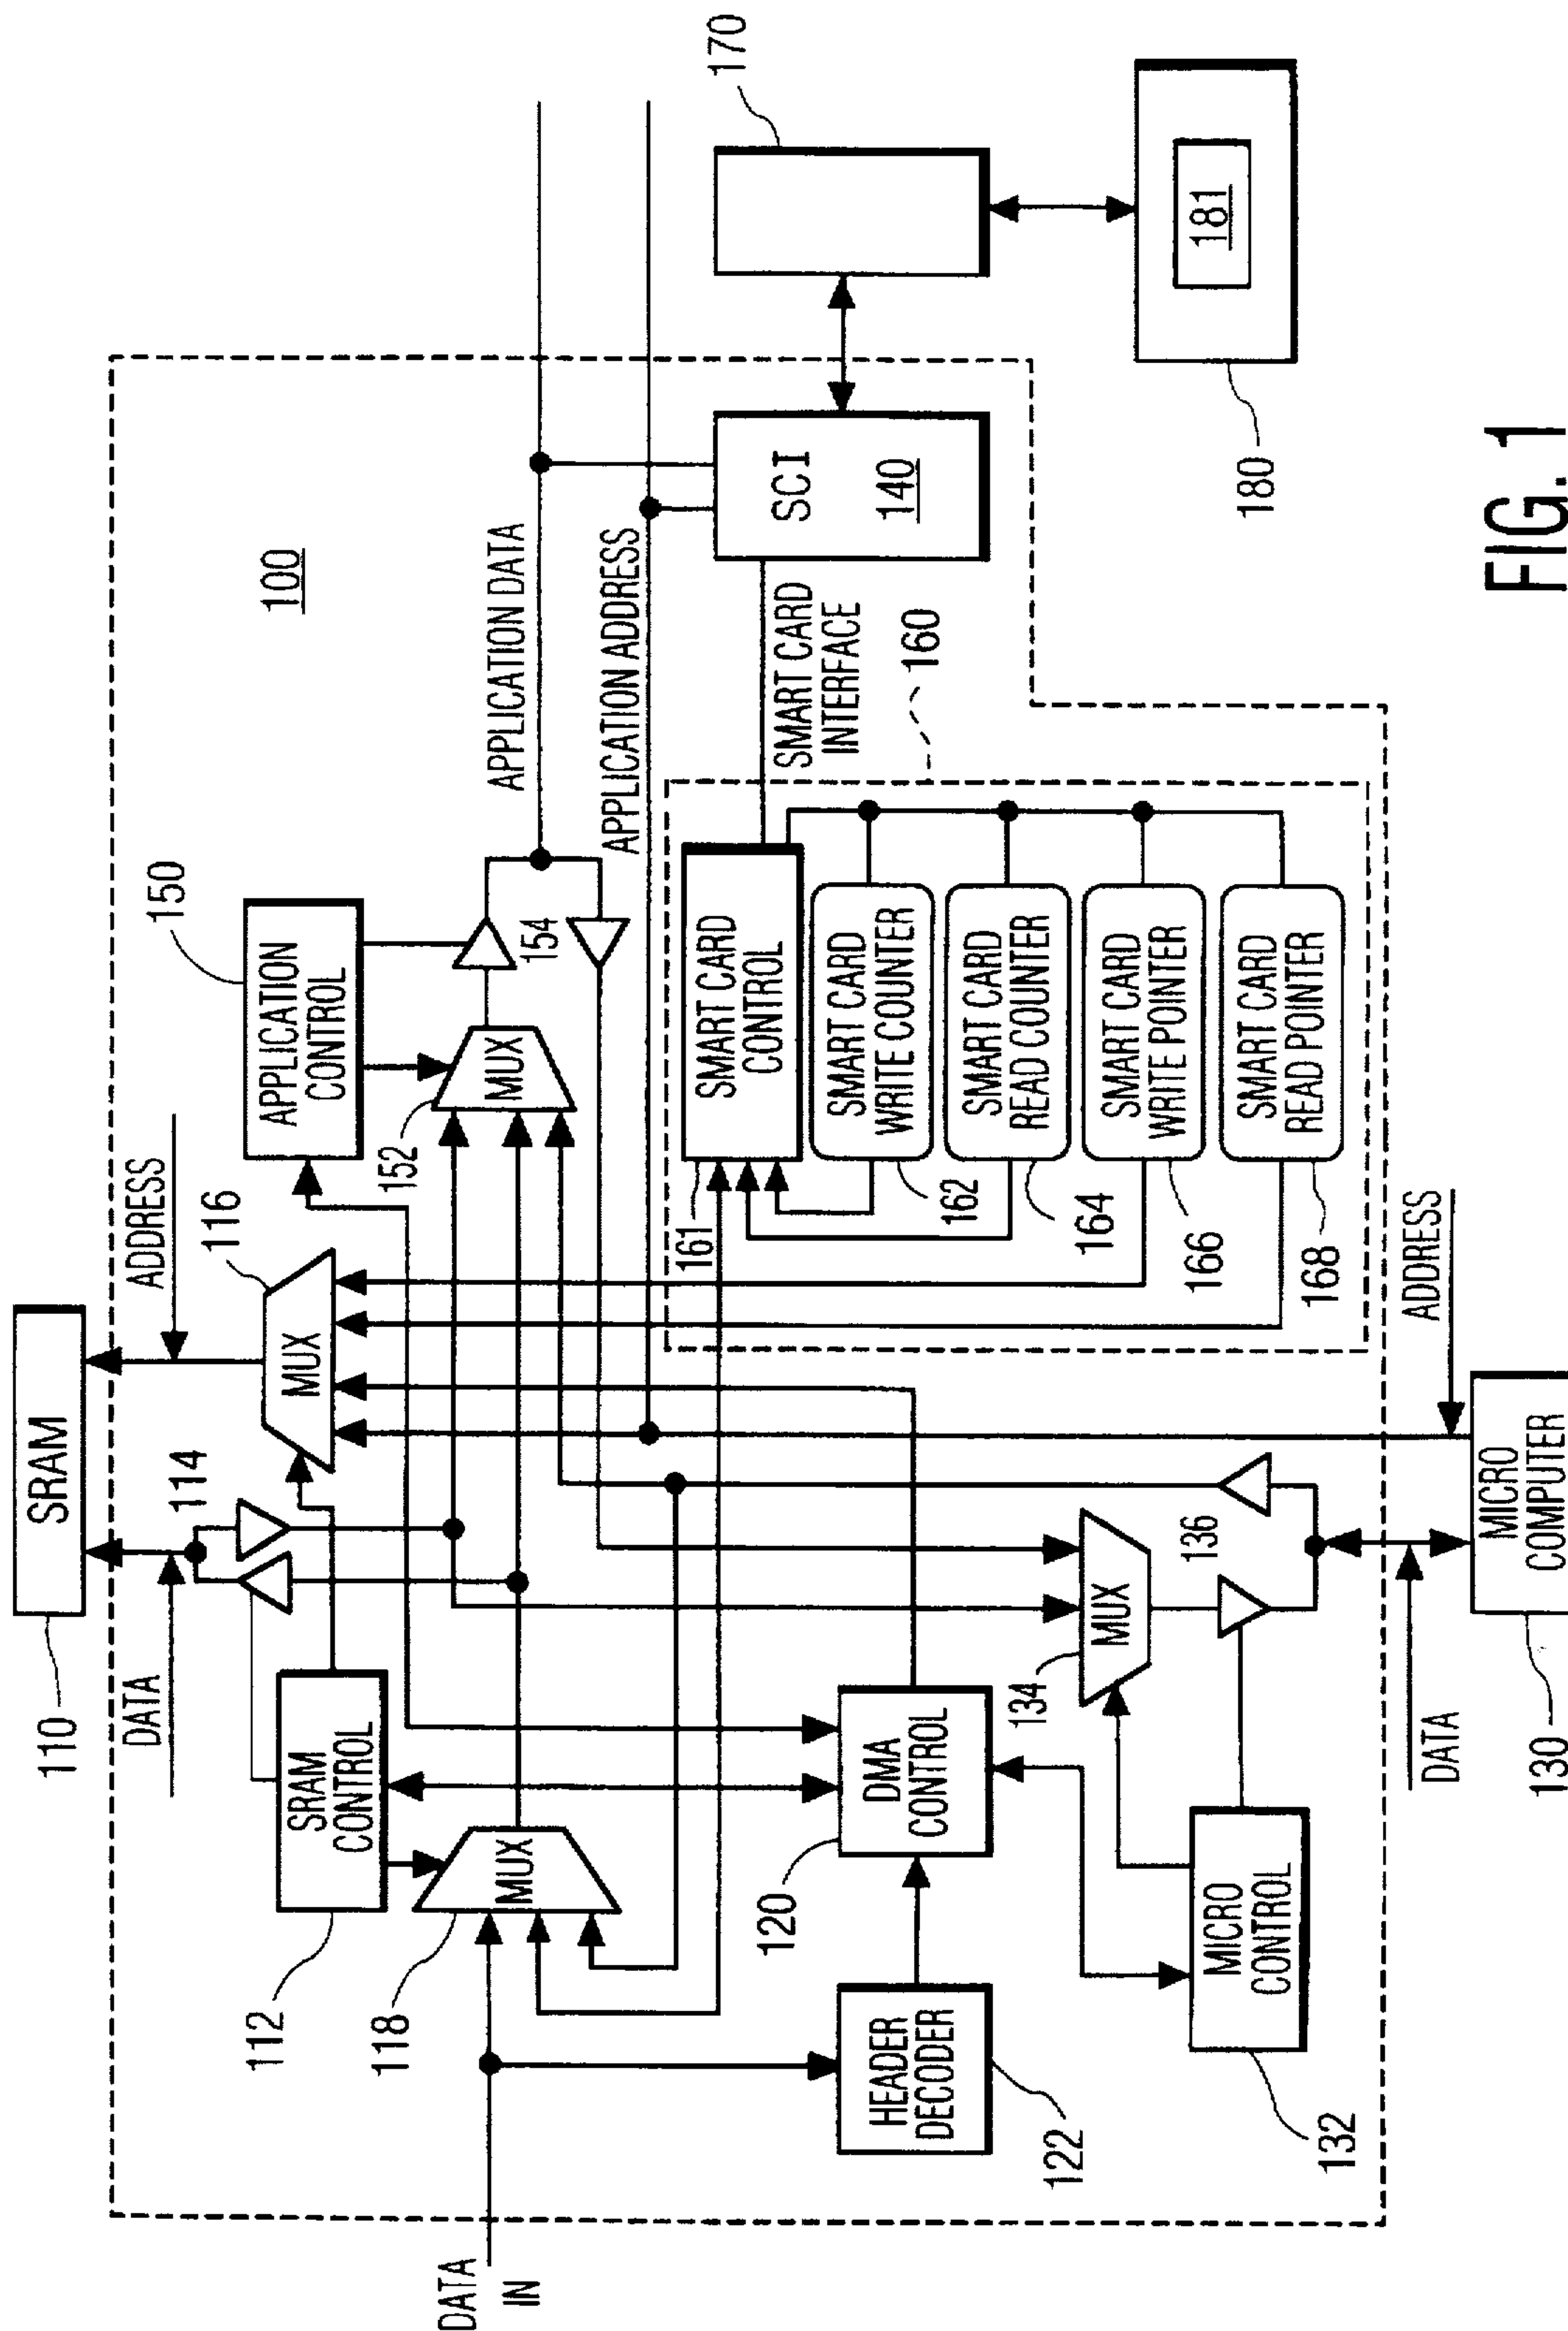 SRAM
110
DATA
114
ADDRESS
116
150
100
170
SRAM
CONTROL
112
MUX
APPLICATION
CONTROL
MUX
118
MUX
152
154
APPLICATION DATA
APPLICATION ADDRESS
DATA
IN
SCI
140
SMART CARD
INTERFACE
160
181
180
161
SMART CARD
CONTROL
SMART CARD
WRITE COUNTER
162
SMART CARD
READ COUNTER
164
SMART CARD
WRITE POINTER
166
SMART CARD
READ POINTER
168
DMA
CONTROL
120
HEADER
DECODER
122
MUX
134
136
MICRO
CONTROL
132
DATA
ADDRESS
MICRO
COMPUTER
130
FIG. 1